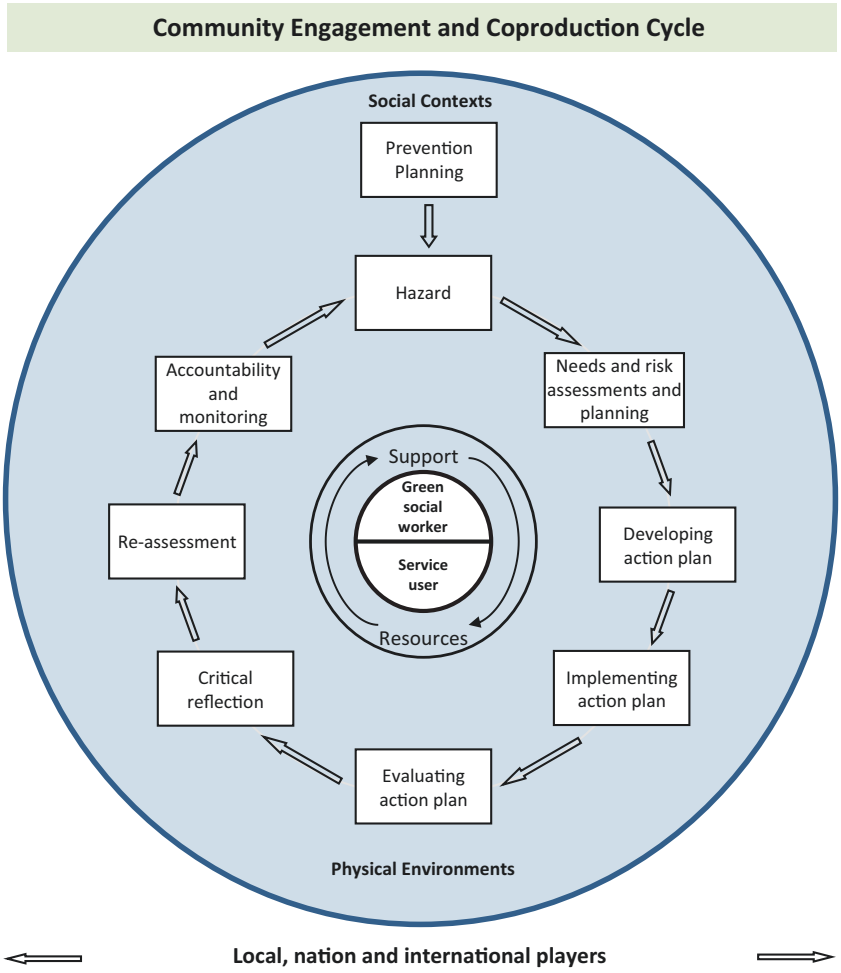 Community Engagement and Coproduction Cycle
Social Contexts
Prevention
Planning
Hazard
Accountability
and
monitoring
Needs and risk
assessments and
planning
Support
Green
social
worker
Service
user
Resources
Re-assessment
Developing
action plan
Critical
reflection
Implementing
action plan
Evaluating
action plan
Physical Environments
Local, nation and international players